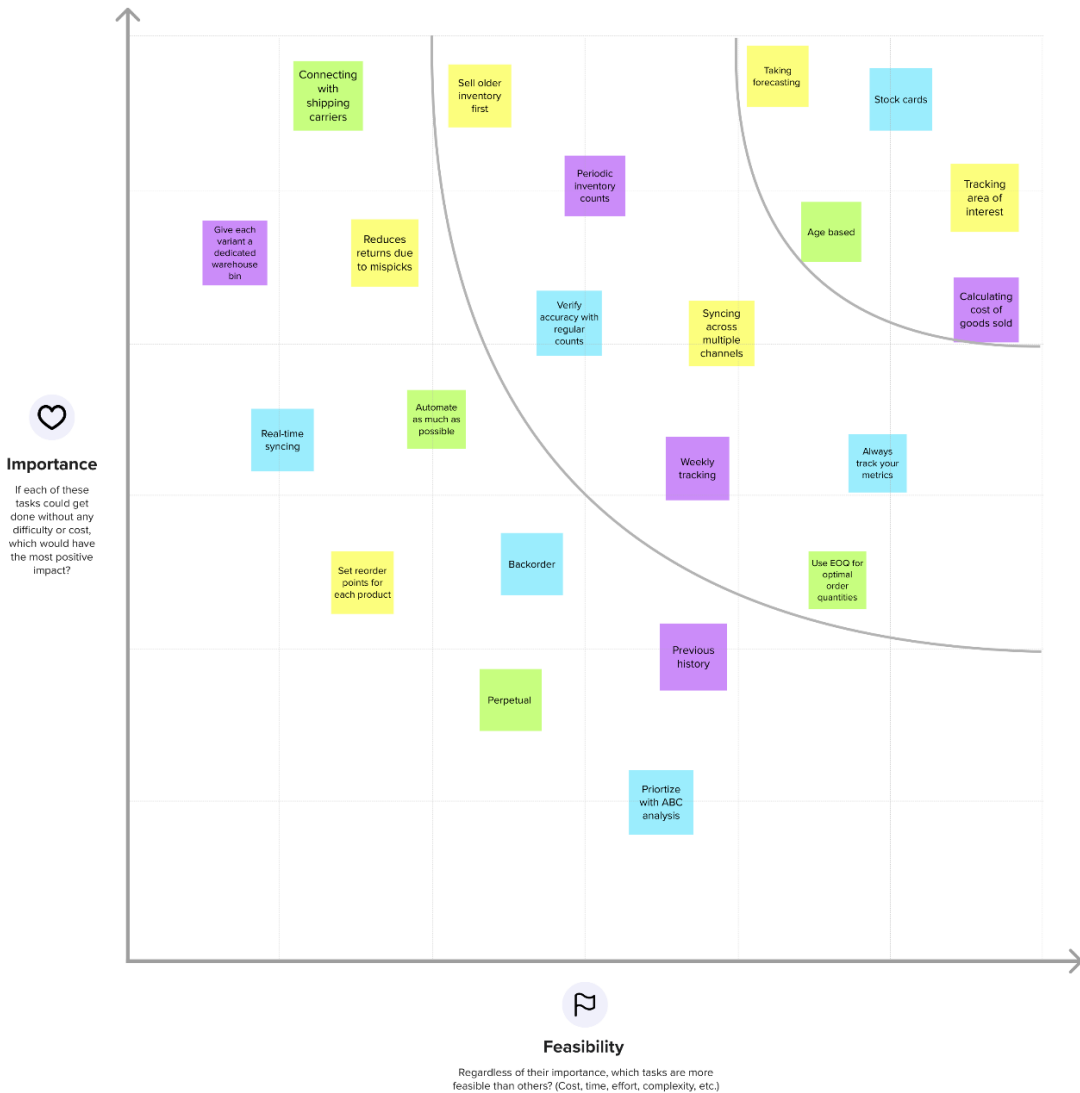 Connecting
with
shipping
carriers
Sell older
inventory
first
Taking
forecasting
Stock cards
Periodic
inventory
counts
Tracking
area of
interest
Give each
variant a
dedicated
warehouse
bin
Reduces
returns due
to mispicks
Age based
Verify
accuracy with
regular
counts
Syncing
across
multiple
channels
Calculating
cost of
goods sold
Real-time
syncing
Automate
as much as
possible
Weekly
tracking
Always
track your
metrics
Importance
If each of these
tasks could get
done without any
difficulty or cost,
which would have
the most positive
impact?
Set reorder
points for
each product
Backorder
Use EOQ for
optimal
order
quantities
Previous
history
Perpetual
Priortize
with ABC
analysis
Feasibility
Regardless of their importance, which tasks are more
feasible than others? (Cost, time, effort, complexity, etc.)